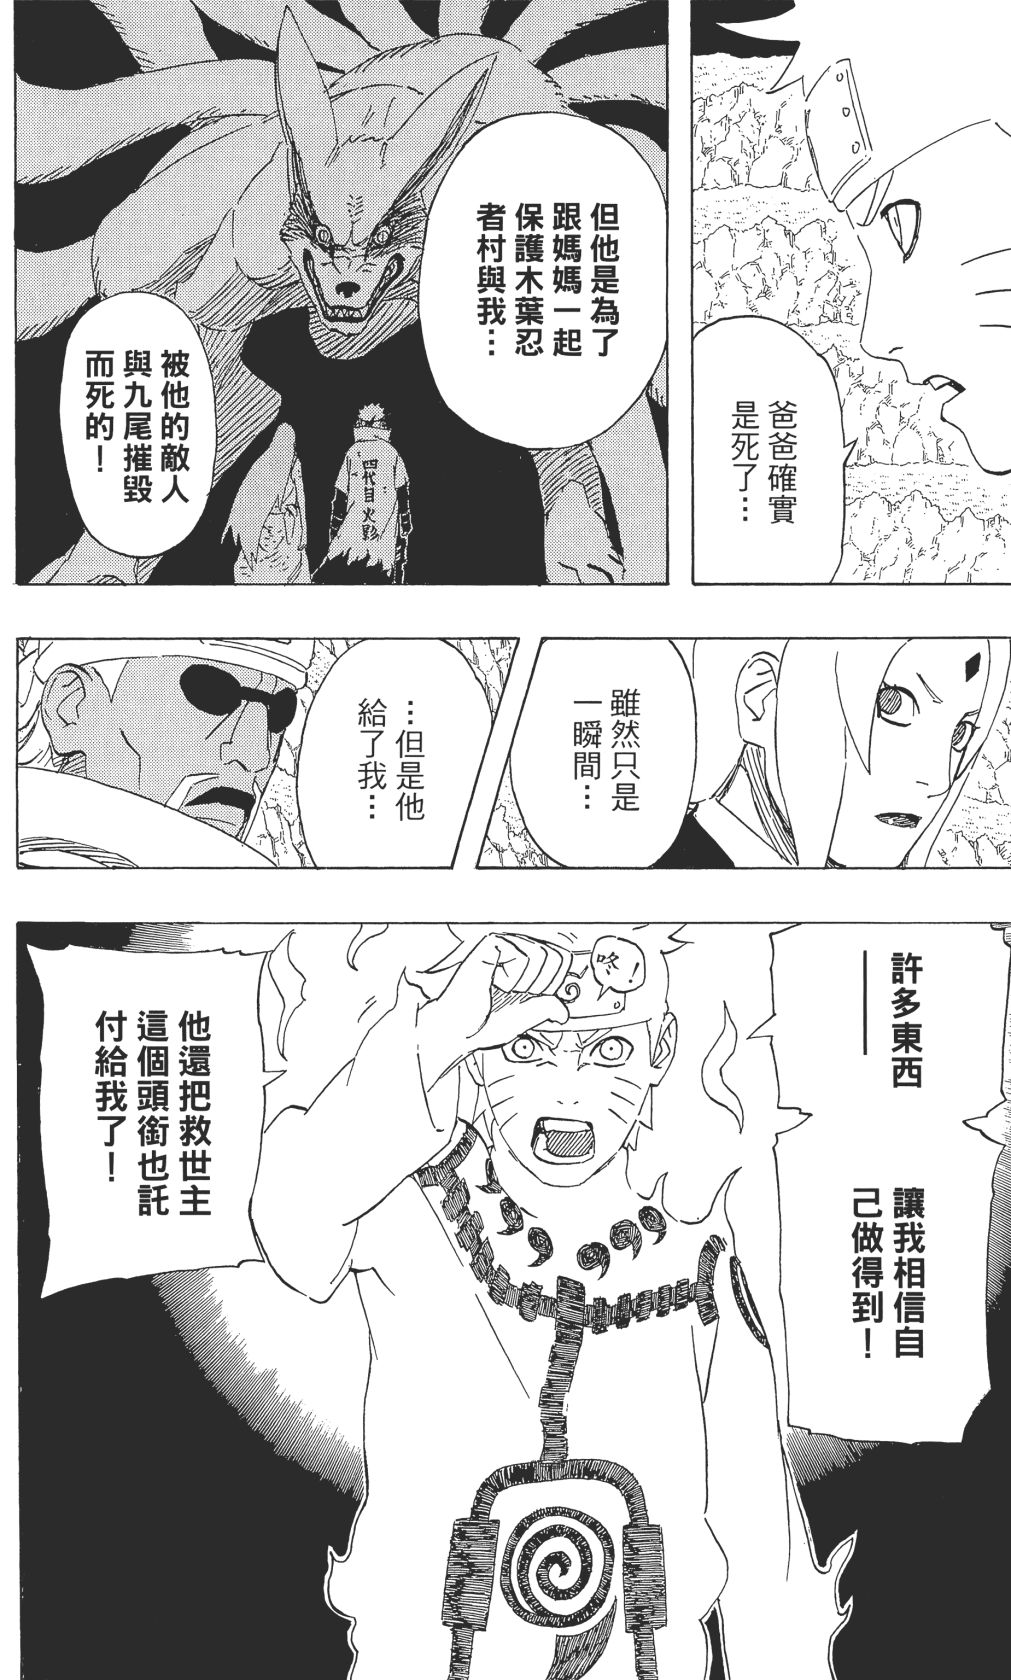 爸爸確實
是死了…
但他是為了
跟媽媽一起
保護木葉忍
者村與我…
四代目火影
被他的敵人
與九尾摧毀
而死的！
雖然只是
一瞬間…
…但是他
給了我…
許多東西
——
讓我相信自
己做得到！
咚！
他還把救世主
這個頭銜也託
付給我了！